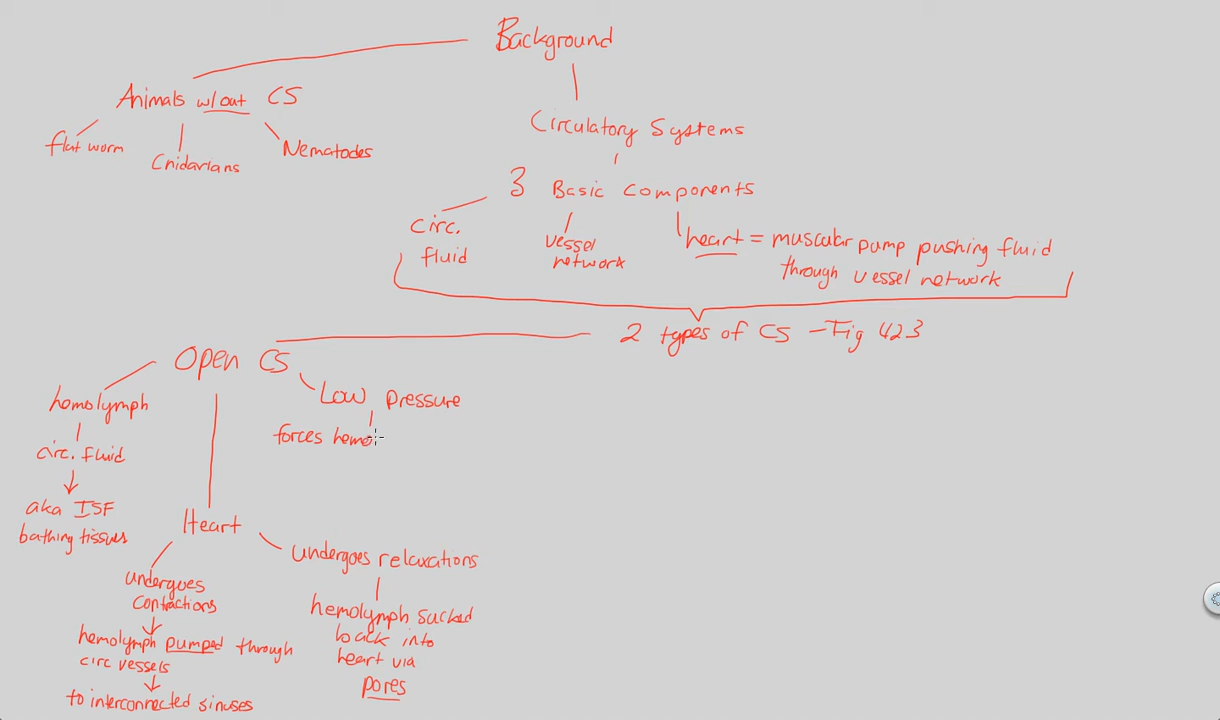 Background
Animals w/out CS
flat worm
Cnidarians
Nematodes
Circulatory Systems
3 Basic Components
circ.
fluid
vessel
network
heart = muscular pump pushing fluid
through vessel network
2 types of CS - Fig 42.3
Open CS
hemolymph
circ. fluid
aka ISF
bathing tissues
Low pressure
forces hemo
Heart
undergoes
contractions
hemolymph pumped through
circ vessels
to interconnected sinuses
undergoes relaxations
hemolymph sucked
back into
heart via
pores